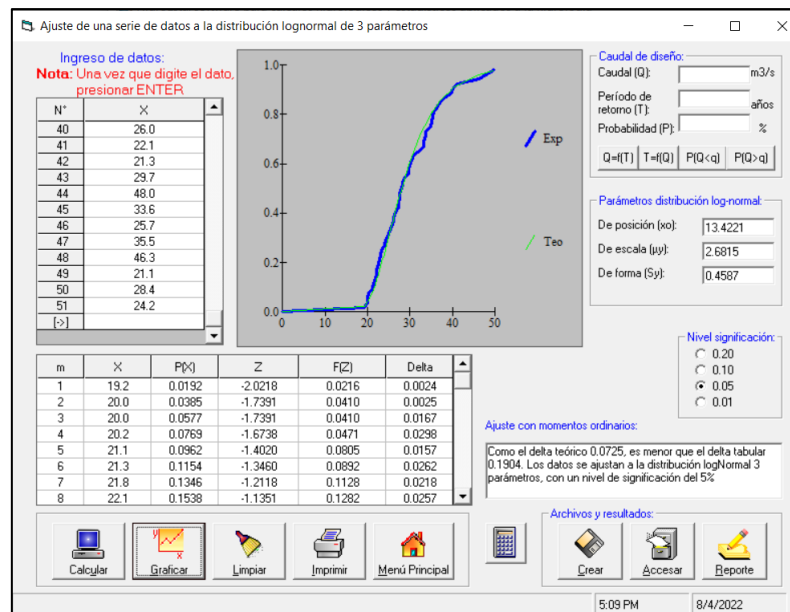 Ajuste de una serie de datos a la distribución lognormal de 3 parámetros
Ingreso de datos:
Nota: Una vez que digite el dato,
presionar ENTER
N° X
40 26.0
41 22.1
42 21.3
43 29.7
44 48.0
45 33.6
46 25.7
47 35.5
48 46.3
49 21.1
50 28.4
51 24.2
[->]
1.0
0.8
0.6
0.4
0.2
0.0
0 10 20 30 40 50
Exp
Teo
Caudal de diseño:
Caudal (Q): m3/s
Período de
retorno (T): años
Probabilidad (P): %
Q=f(T) T=f(Q) P(Q<q) P(Q>q)
Parámetros distribución log-normal:
De posición (xo): 13.4221
De escala (µy): 2.6815
De forma (Sy): 0.4587
Nivel significación:
0.20
0.10
0.05
0.01
m X P(X) Z F(Z) Delta
1 19.2 0.0192 -2.0218 0.0216 0.0024
2 20.0 0.0385 -1.7391 0.0410 0.0025
3 20.0 0.0577 -1.7391 0.0410 0.0167
4 20.2 0.0769 -1.6738 0.0471 0.0298
5 21.1 0.0962 -1.4020 0.0805 0.0157
6 21.3 0.1154 -1.3460 0.0892 0.0262
7 21.8 0.1346 -1.2118 0.1128 0.0218
8 22.1 0.1538 -1.1351 0.1282 0.0257
Ajuste con momentos ordinarios:
Como el delta teórico 0.0725, es menor que el delta tabular
0.1904. Los datos se ajustan a la distribución logNormal 3
parámetros, con un nivel de significación del 5%
Calcular
y x
Graficar
Limpiar
Imprimir
Menú Principal
Archivos y resultados:
Crear
Accesar
Reporte
5:09 PM 8/4/2022